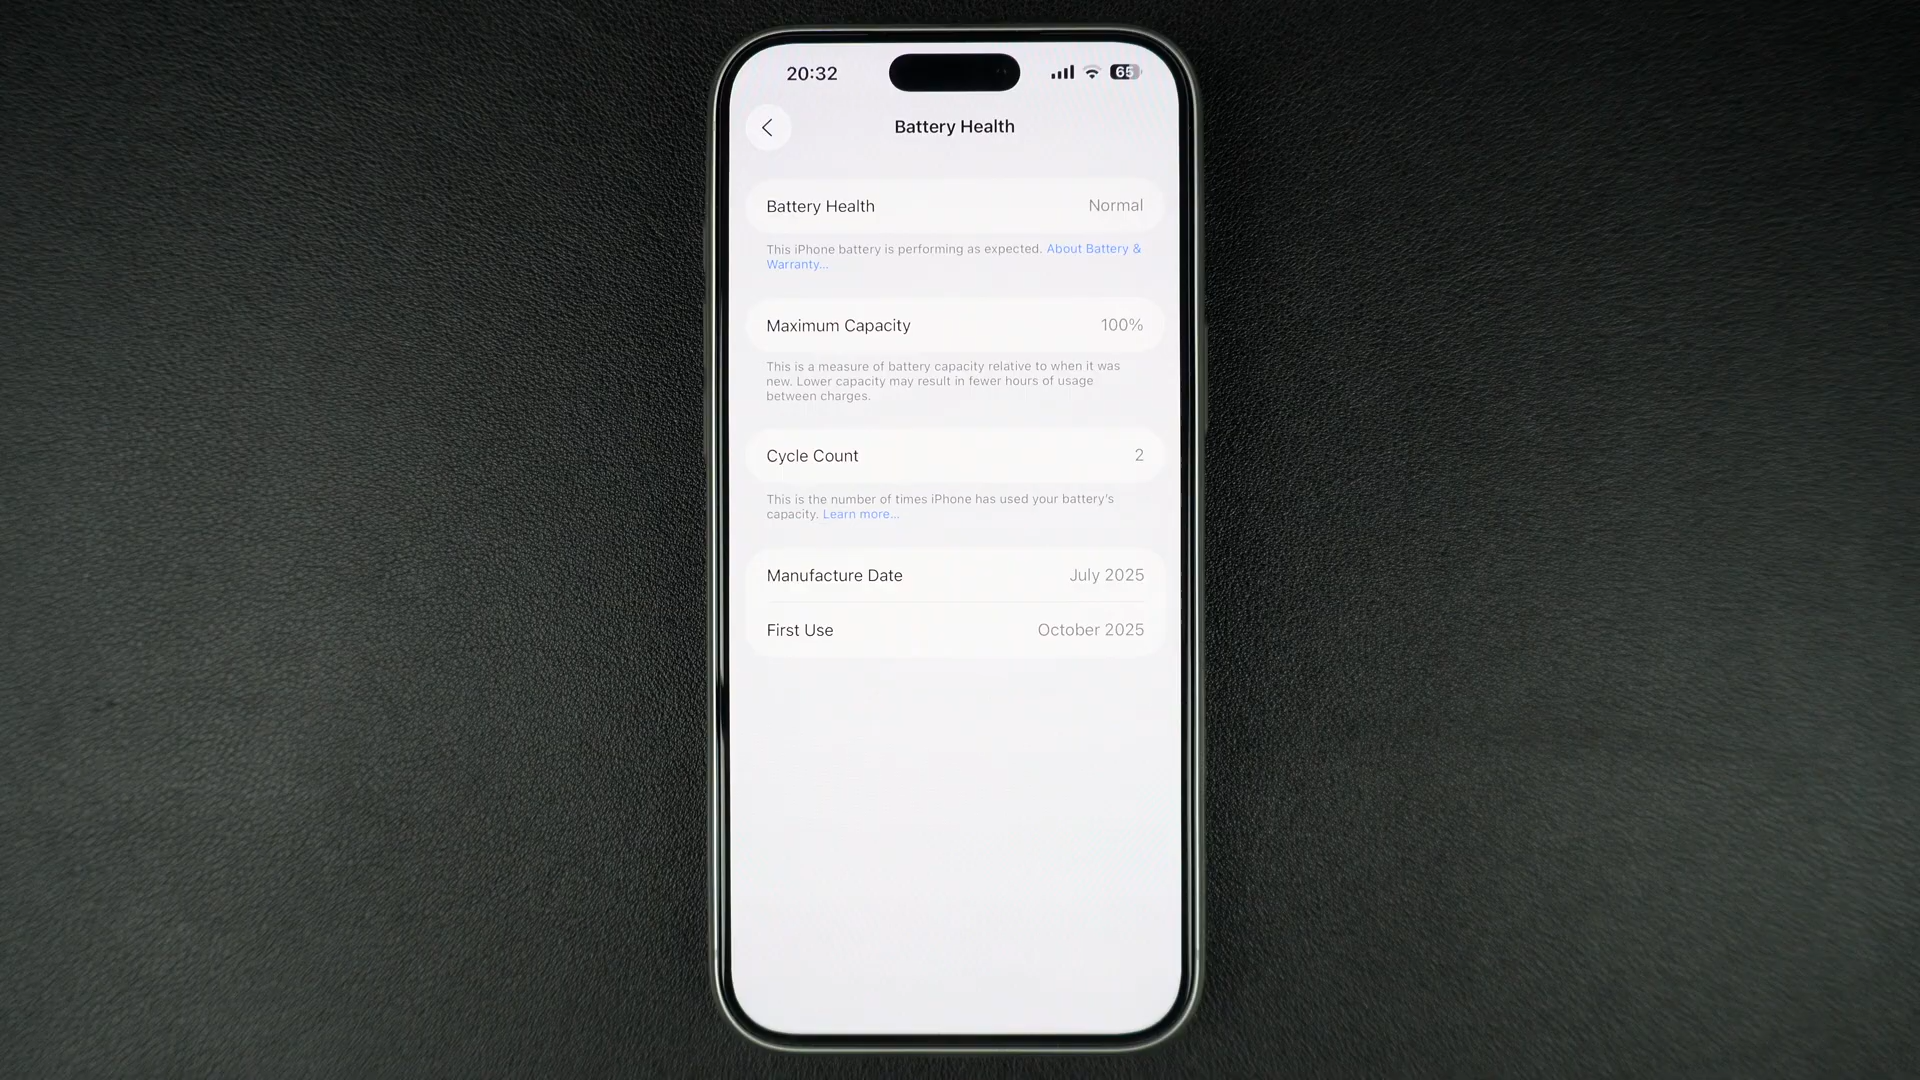 20:32
65
Battery Health
Battery Health Normal
This iPhone battery is performing as expected. About Battery &
Warranty...
Maximum Capacity 100%
This is a measure of battery capacity relative to when it was
new. Lower capacity may result in fewer hours of usage
between charges.
Cycle Count 2
This is the number of times iPhone has used your battery's
capacity. Learn more...
Manufacture Date July 2025
First Use October 2025